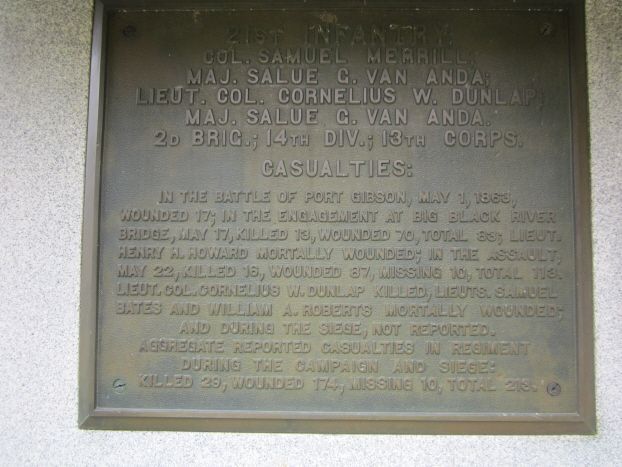 21ST INFANTRY,
COL. SAMUEL MERRILL,
MAJ. SALUE G. VAN ANDA;
LIEUT. COL. CORNELIUS W. DUNLAP;
MAJ. SALUE G. VAN ANDA.
2D BRIG.; 14TH DIV.; 13TH CORPS.
CASUALTIES:
IN THE BATTLE OF PORT GIBSON, MAY 1, 1863,
WOUNDED 17; IN THE ENGAGEMENT AT BIG BLACK RIVER
BRIDGE, MAY 17, KILLED 13, WOUNDED 70, TOTAL 83; LIEUT.
HENRY H. HOWARD MORTALLY WOUNDED; IN THE ASSAULT,
MAY 22, KILLED 16, WOUNDED 87, MISSING 10, TOTAL 113.
LIEUT. COL. CORNELIUS W. DUNLAP KILLED, LIEUTS. SAMUEL
BATES AND WILLIAM A. ROBERTS MORTALLY WOUNDED;
AND DURING THE SIEGE, NOT REPORTED.
AGGREGATE REPORTED CASUALTIES IN REGIMENT
DURING THE CAMPAIGN AND SIEGE:
KILLED 29, WOUNDED 174, MISSING 10, TOTAL 213.